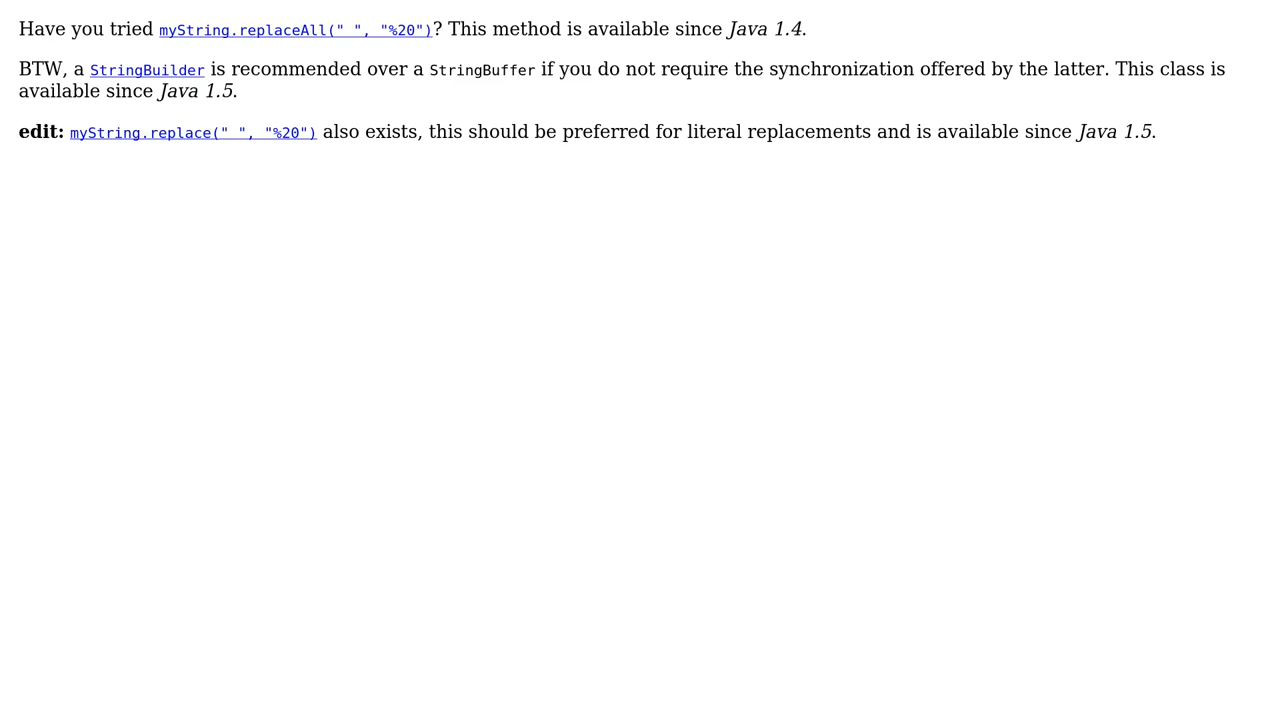 Have you tried myString.replaceAll(" ", "%20")? This method is available since Java 1.4.
BTW, a StringBuilder is recommended over a StringBuffer if you do not require the synchronization offered by the latter. This class is
available since Java 1.5.
edit: myString.replace(" ", "%20") also exists, this should be preferred for literal replacements and is available since Java 1.5.